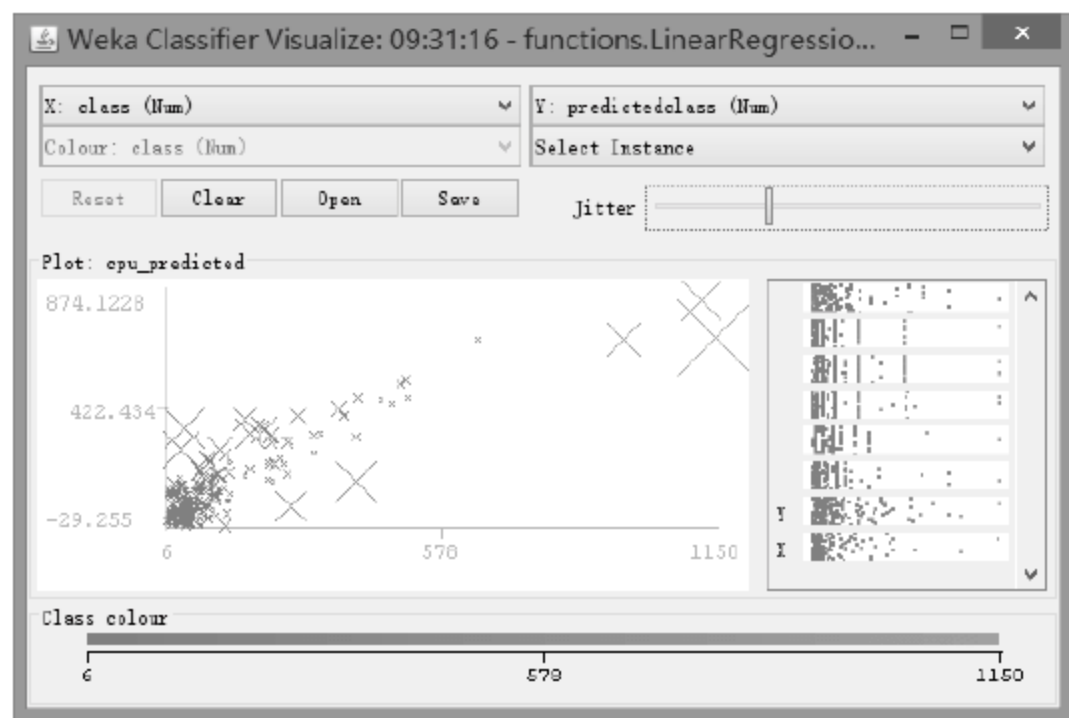 Weka Classifier Visualize: 09:31:16 - functions.LinearRegressio...
X: class (Num)
Y: predictedclass (Num)
Colour: class (Num)
Select Instance
Reset
Clear
Open
Save
Jitter
Plot: cpu_predicted
874.1228
422.434
-29.255
6
578
1150
Y
X
Class colour
6
578
1150